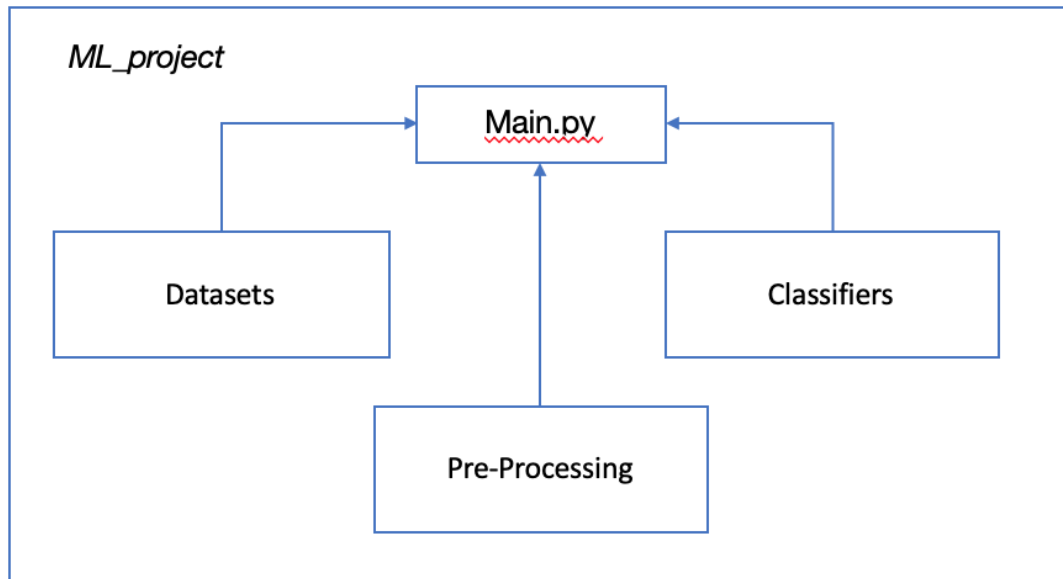 ML_project
Main.py
Datasets
Classifiers
Pre-Processing